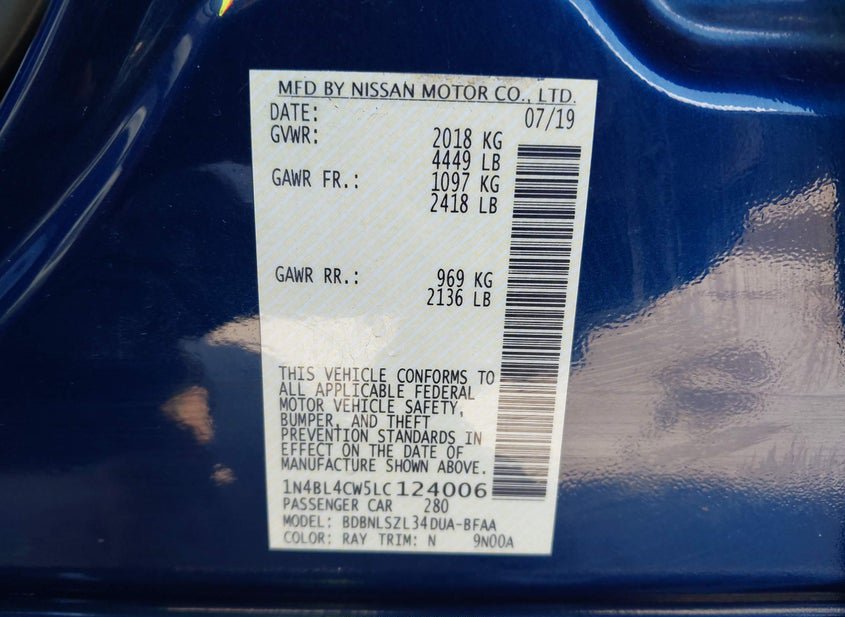 MFD BY NISSAN MOTOR CO., LTD.
DATE: 07/19
GVWR: 2018 KG
4449 LB
GAWR FR.: 1097 KG
2418 LB
GAWR RR.: 969 KG
2136 LB
THIS VEHICLE CONFORMS TO
ALL APPLICABLE FEDERAL
MOTOR VEHICLE SAFETY,
BUMPER, AND THEFT
PREVENTION STANDARDS IN
EFFECT ON THE DATE OF
MANUFACTURE SHOWN ABOVE.
1N4BL4CW5LC124006
PASSENGER CAR 280
MODEL: BDBNLSZL34DUA-BFAA
COLOR: RAY TRIM: N 9N00A